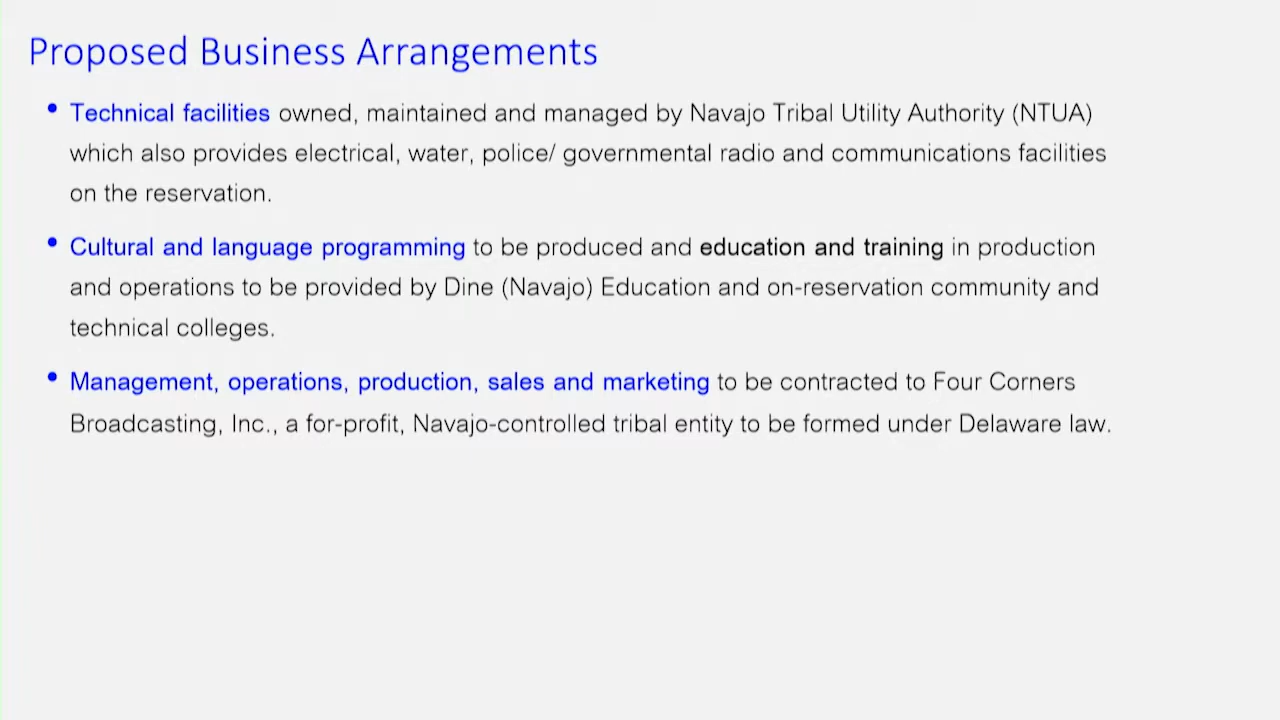 Proposed Business Arrangements
• Technical facilities owned, maintained and managed by Navajo Tribal Utility Authority (NTUA)
which also provides electrical, water, police/ governmental radio and communications facilities
on the reservation.
• Cultural and language programming to be produced and education and training in production
and operations to be provided by Dine (Navajo) Education and on-reservation community and
technical colleges.
• Management, operations, production, sales and marketing to be contracted to Four Corners
Broadcasting, Inc., a for-profit, Navajo-controlled tribal entity to be formed under Delaware law.